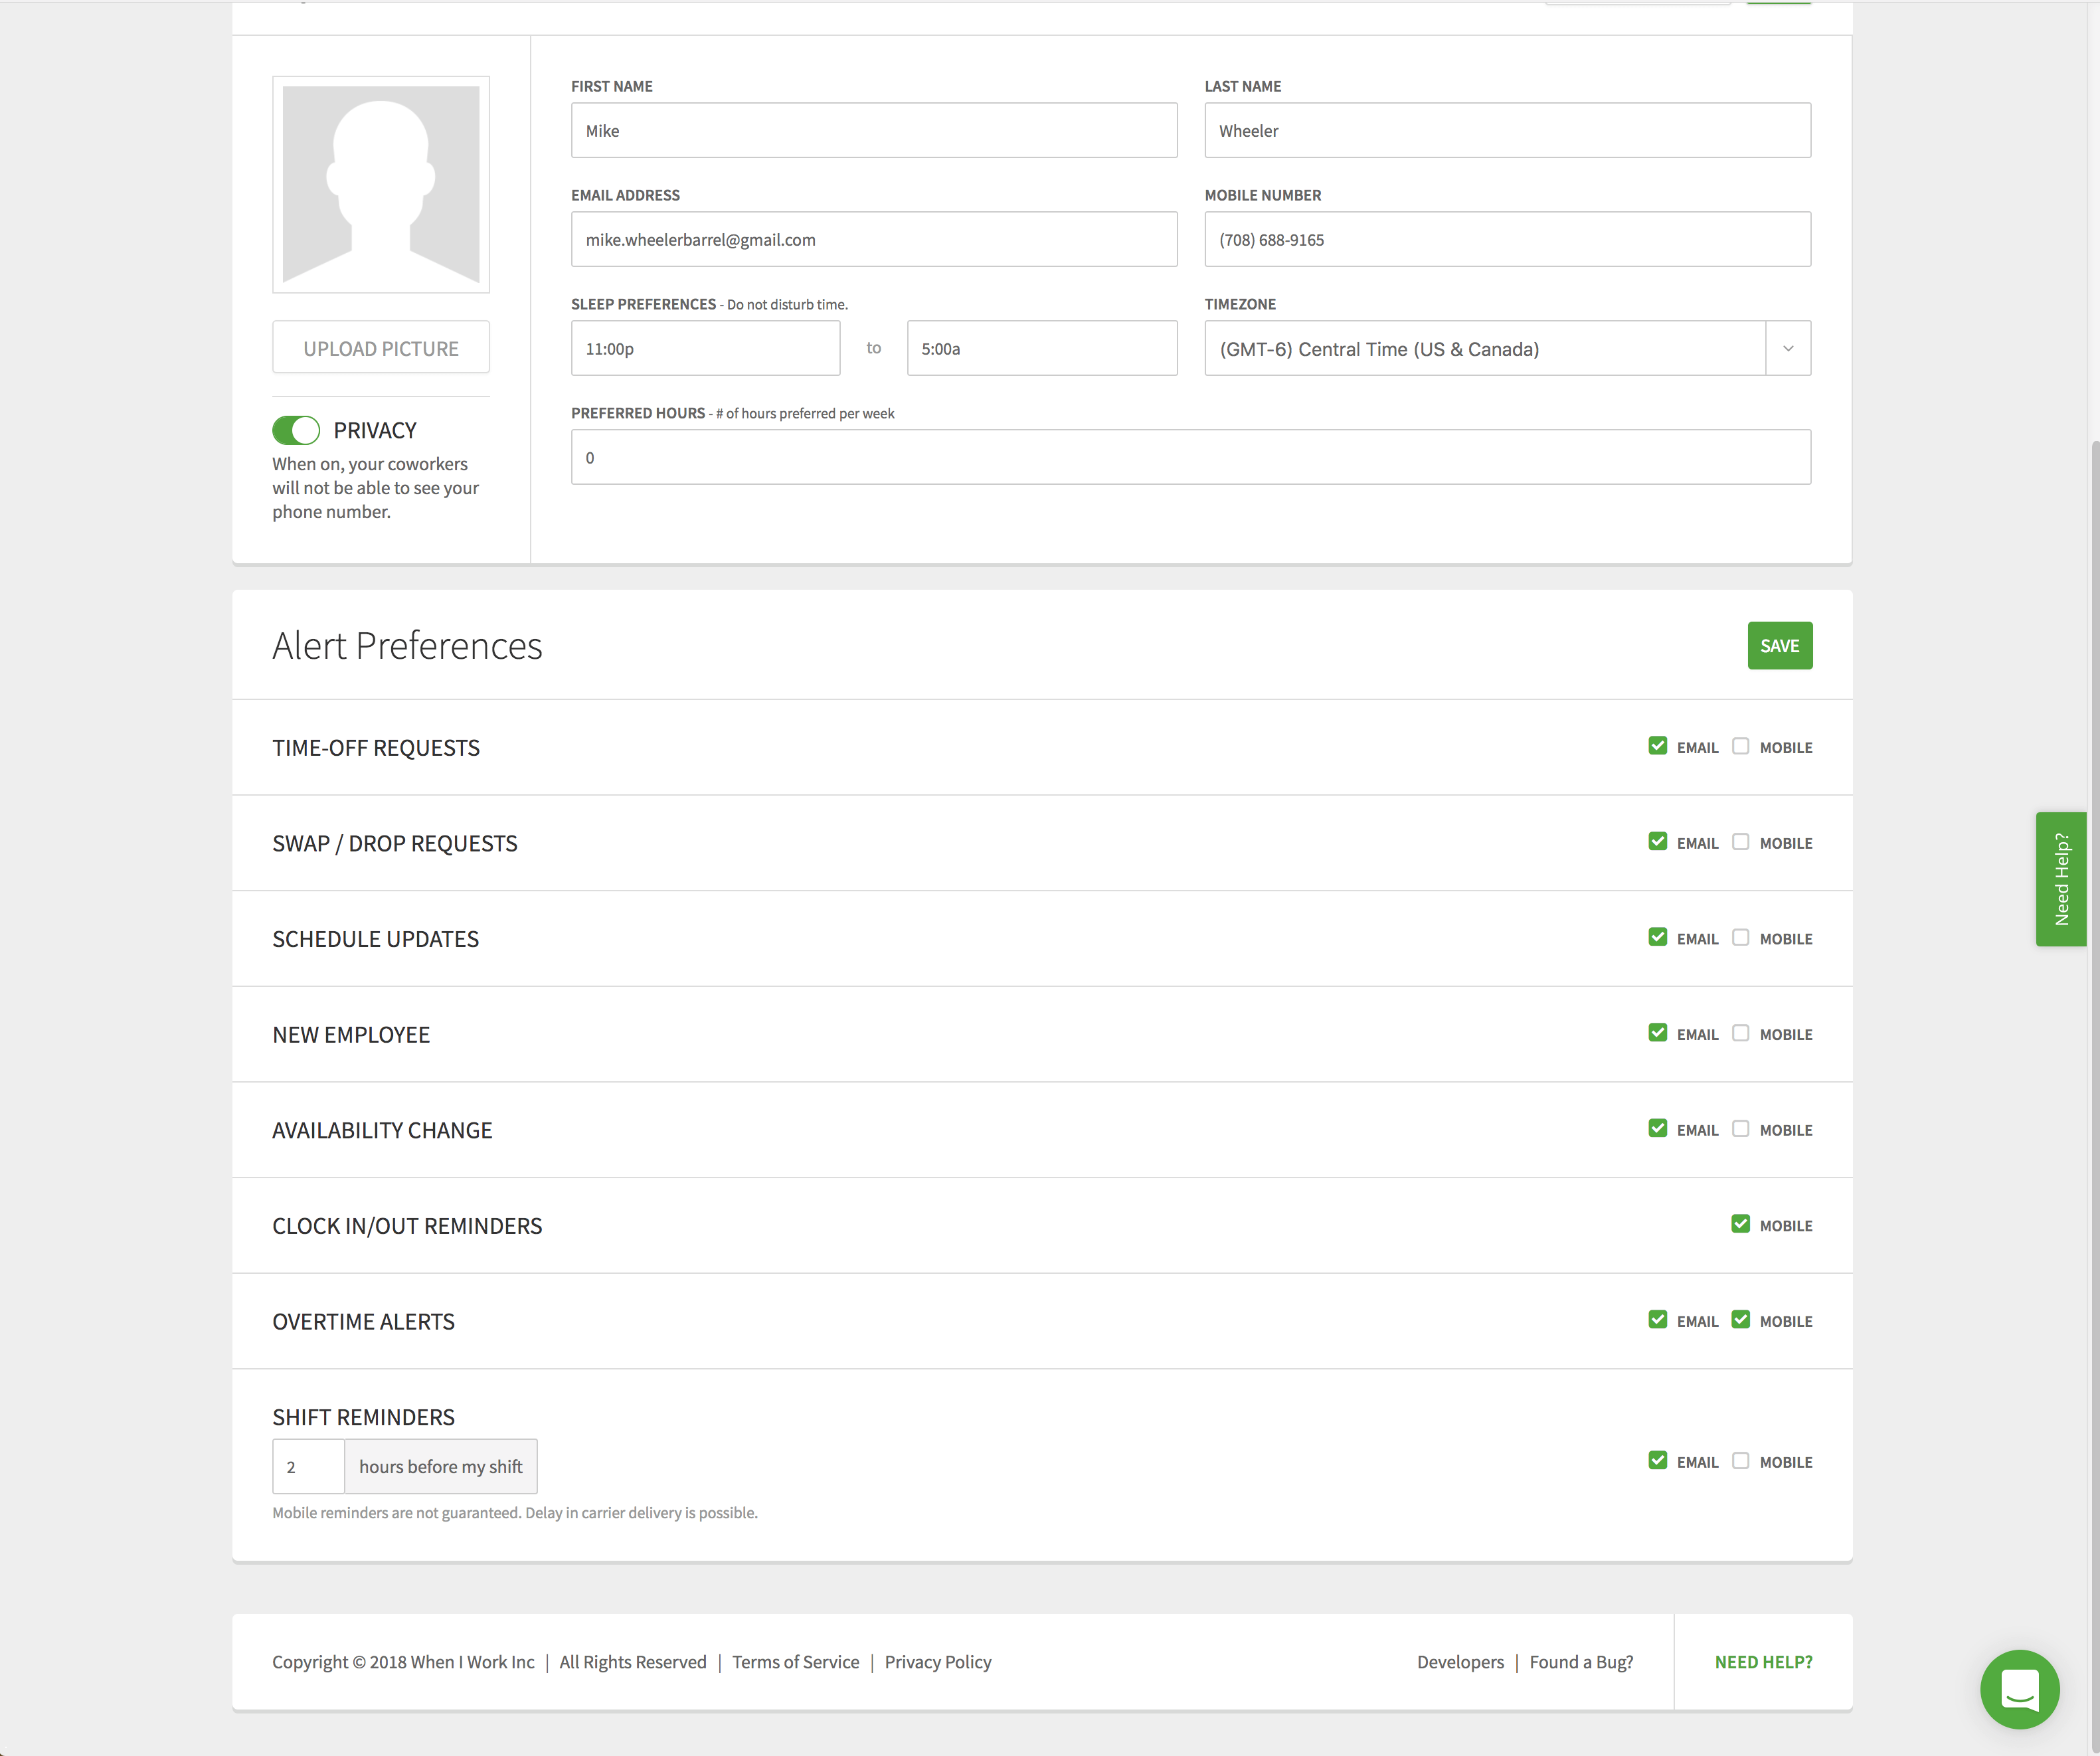 FIRST NAME
LAST NAME
Mike
Wheeler
EMAIL ADDRESS
MOBILE NUMBER
mike.wheelerbarrel@gmail.com
(708) 688-9165
SLEEP PREFERENCES - Do not disturb time.
TIMEZONE
11:00p to 5:00a
(GMT-6) Central Time (US & Canada)
UPLOAD PICTURE
PREFERRED HOURS - # of hours preferred per week
0
PRIVACY
When on, your coworkers
will not be able to see your
phone number.
Alert Preferences
SAVE
TIME-OFF REQUESTS
EMAIL MOBILE
SWAP / DROP REQUESTS
EMAIL MOBILE
Need Help?
SCHEDULE UPDATES
EMAIL MOBILE
NEW EMPLOYEE
EMAIL MOBILE
AVAILABILITY CHANGE
EMAIL MOBILE
CLOCK IN/OUT REMINDERS
MOBILE
OVERTIME ALERTS
EMAIL MOBILE
SHIFT REMINDERS
2 hours before my shift
EMAIL MOBILE
Mobile reminders are not guaranteed. Delay in carrier delivery is possible.
Copyright © 2018 When I Work Inc | All Rights Reserved | Terms of Service | Privacy Policy
Developers | Found a Bug?
NEED HELP?